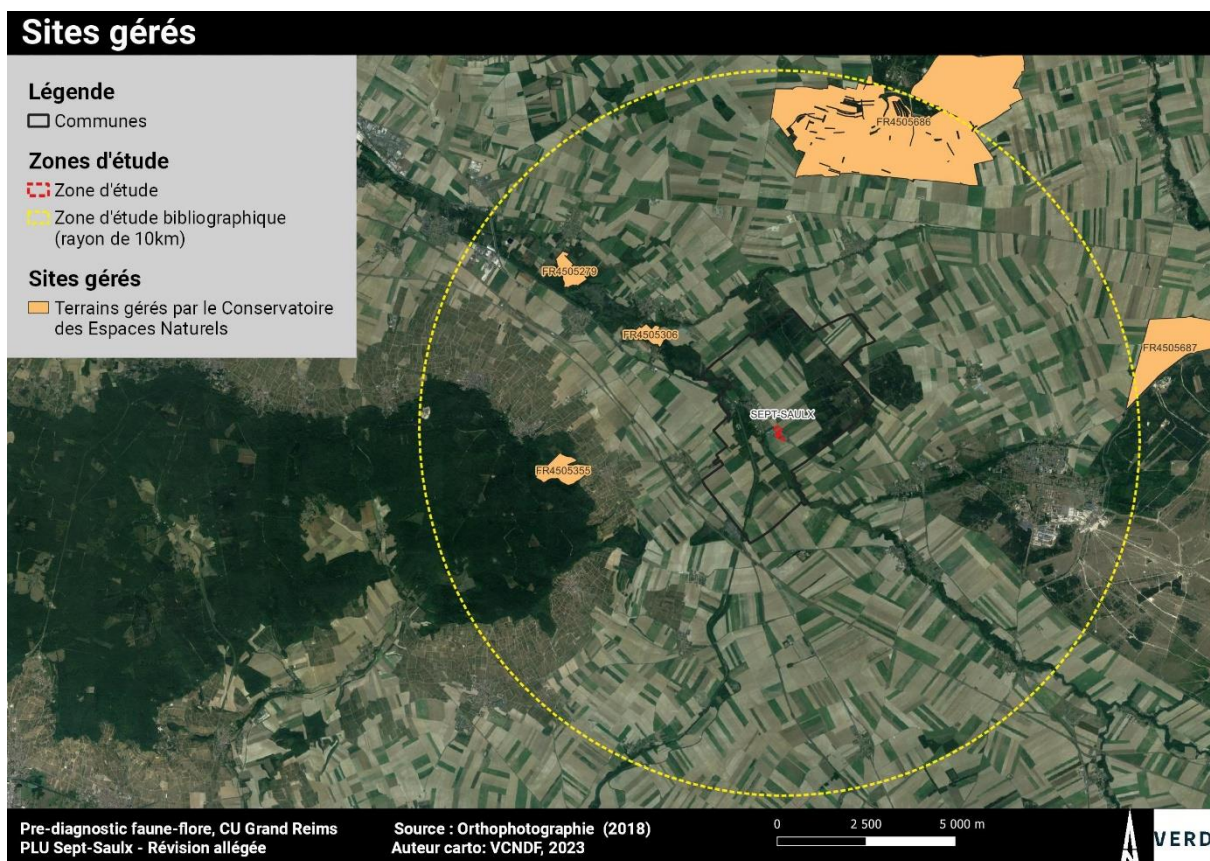 Sites gérés
Légende
Communes
Zones d'étude
Zone d'étude
Zone d'étude bibliographique
(rayon de 10km)
Sites gérés
Terrains gérés par le Conservatoire
des Espaces Naturels
FR4505686
FR4505279
FR4505306
FR4505687
SEPT-SAULX
FR4505355
Pre-diagnostic faune-flore, CU Grand Reims
PLU Sept-Saulx - Révision allégée
Source : Orthophotographie (2018)
Auteur carto: VCNDF, 2023
0 2 500 5 000 m
VERD